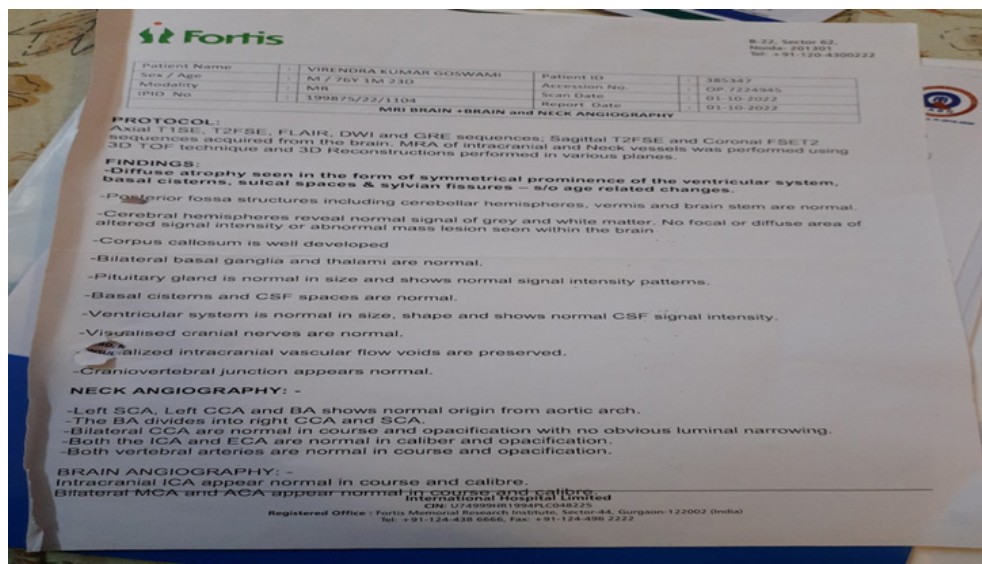 Fortis
B-22, Sector 62,
Noida: 201301
Tel: +91-120-4300222
Patient Name : VIRENDRA KUMAR GOSWAMI Patient ID : 385347
Sex / Age : M / 76Y 1M 23D Accession No. : OP.7224945
Modality : MR Scan Date : 01-10-2022
IPID No : 199875/22/1104 Report Date : 01-10-2022
MRI BRAIN +BRAIN and NECK ANGIOGRAPHY
PROTOCOL:
Axial T1SE, T2FSE, FLAIR, DWI and GRE sequences; Sagittal T2FSE and Coronal FSET2
sequences acquired from the brain. MRA of intracranial and Neck vessels was performed using
3D TOF technique and 3D Reconstructions performed in various planes.
FINDINGS:
-Diffuse atrophy seen in the form of symmetrical prominence of the ventricular system,
basal cisterns, sulcal spaces & sylvian fissures – s/o age related changes.
-Posterior fossa structures including cerebellar hemispheres, vermis and brain stem are normal.
-Cerebral hemispheres reveal normal signal of grey and white matter. No focal or diffuse area of
altered signal intensity or abnormal mass lesion seen within the brain
-Corpus callosum is well developed
-Bilateral basal ganglia and thalami are normal.
-Pituitary gland is normal in size and shows normal signal intensity patterns.
-Basal cisterns and CSF spaces are normal.
-Ventricular system is normal in size, shape and shows normal CSF signal intensity.
-Visualised cranial nerves are normal.
alized intracranial vascular flow voids are preserved.
-Craniovertebral junction appears normal.
NECK ANGIOGRAPHY: -
-Left SCA, Left CCA and BA shows normal origin from aortic arch.
-The BA divides into right CCA and SCA.
-Bilateral CCA are normal in course and opacification with no obvious luminal narrowing.
-Both the ICA and ECA are normal in caliber and opacification.
-Both vertebral arteries are normal in course and opacification.
BRAIN ANGIOGRAPHY: -
Intracranial ICA appear normal in course and calibre.
Bilateral MCA and ACA appear normal in course and calibre.
International Hospital Limited
CIN: U74999HR1994PLC048225
Registered Office : Fortis Memorial Research Institute, Sector-44, Gurgaon-122002 (India)
Tel: +91-124-438 6666, Fax: +91-124-496 2222